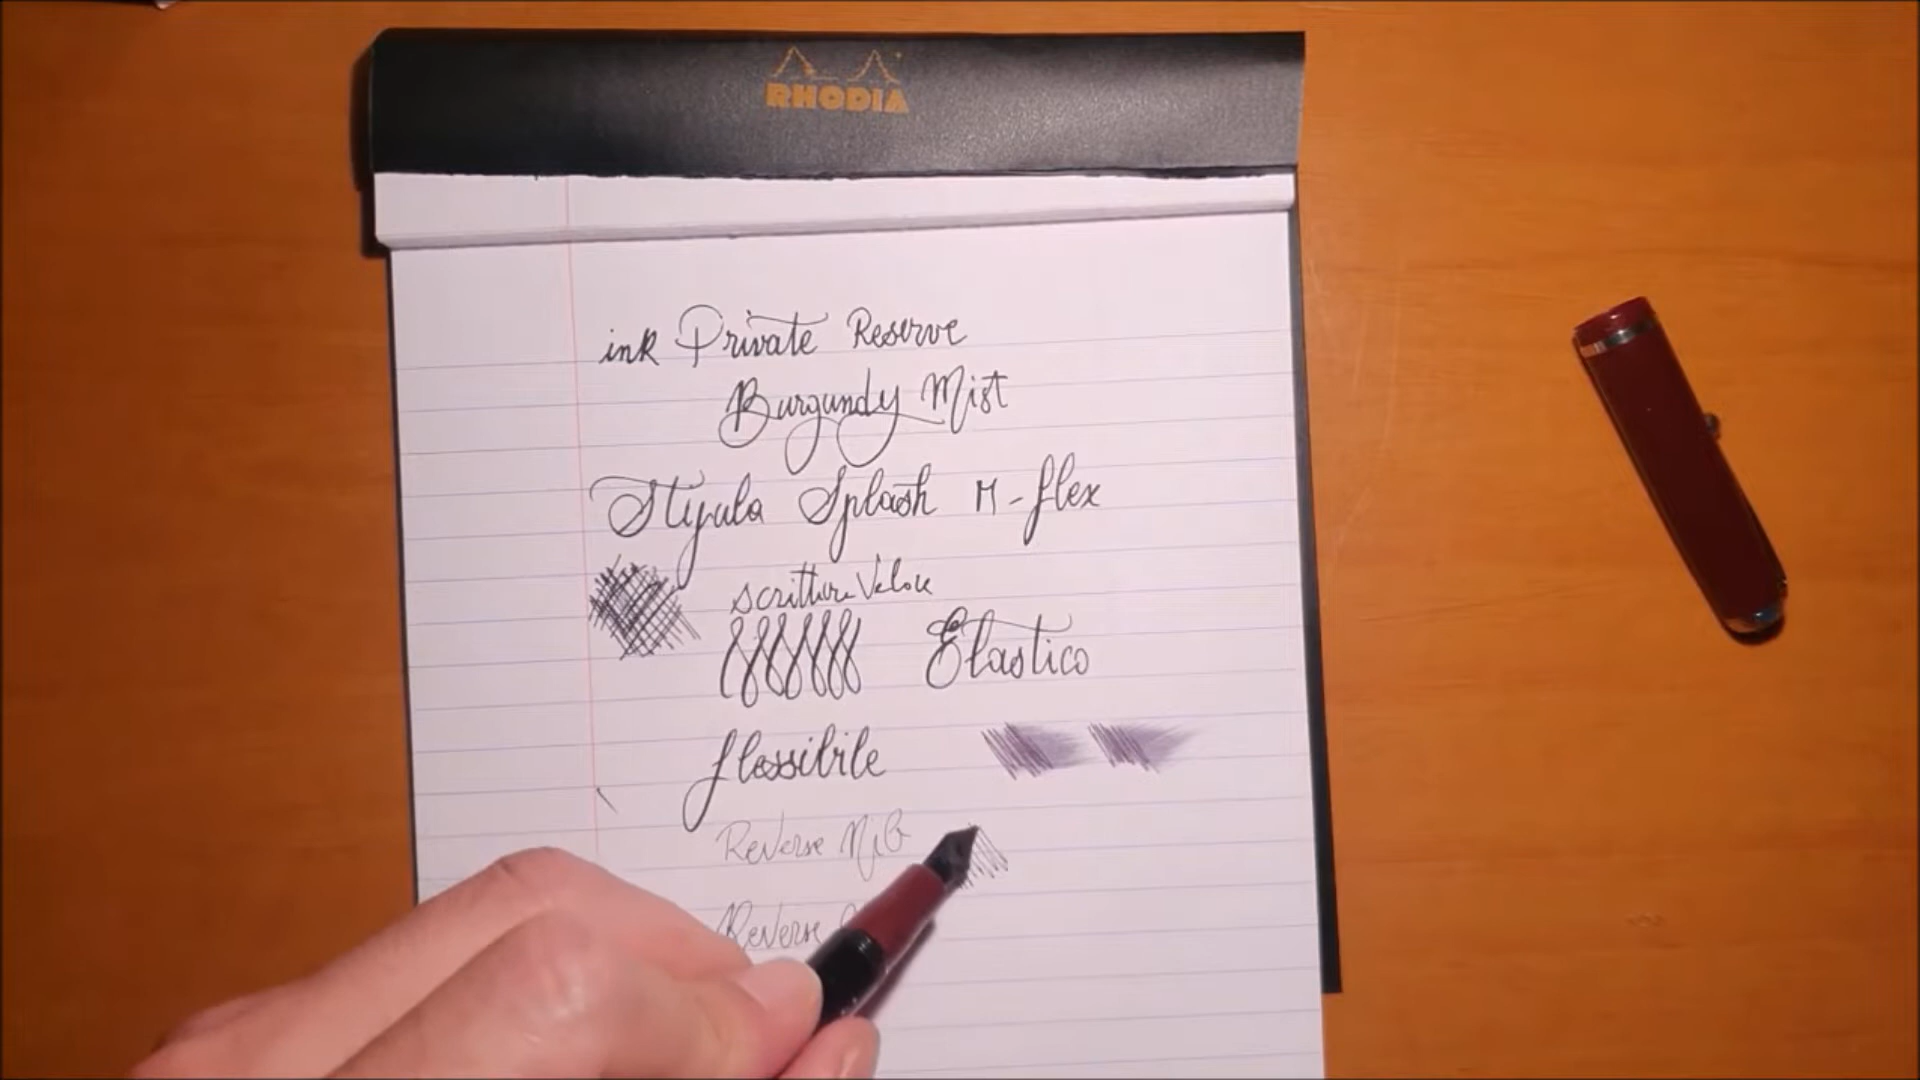 RHODIA
ink Private Reserve
Burgundy Mist
Stipula Splash M-flex
scrittura Veloce
Elastico
flessibile
Reverse Nib
Reverse